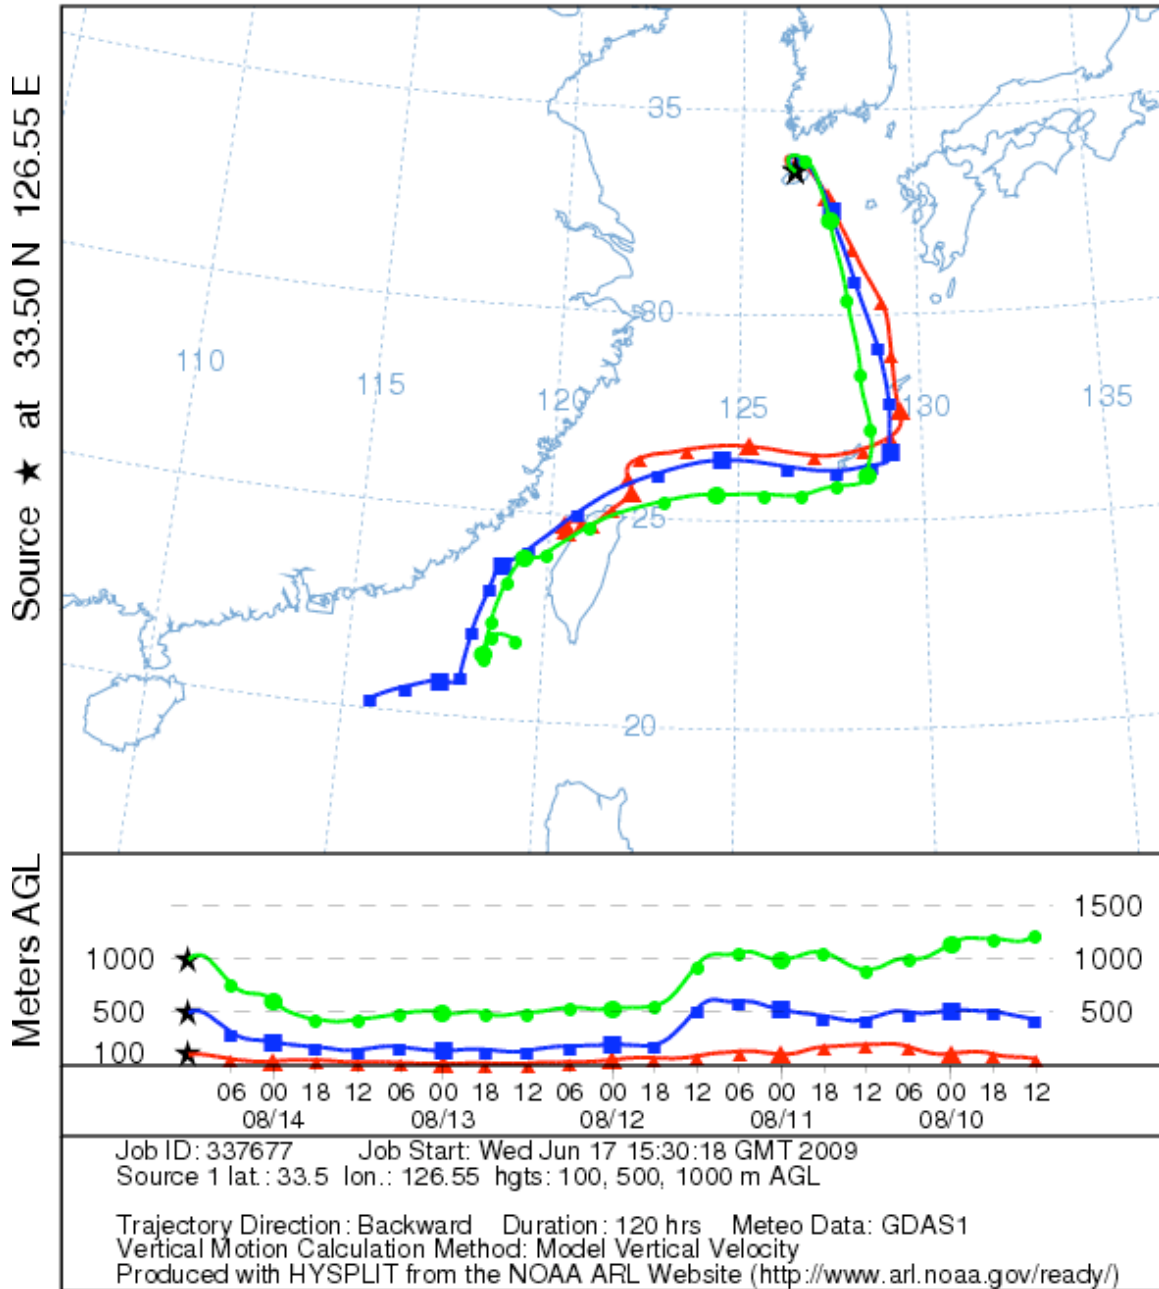 Source ★ at 33.50 N 126.55 E
35
30
110
115
120
125
130
135
25
20
Meters AGL
1500
1000 1000
500 500
100
06 00 18 12 06 00 18 12 06 00 18 12 06 00 18 12 06 00 18 12
08/14 08/13 08/12 08/11 08/10
Job ID: 337677 Job Start: Wed Jun 17 15:30:18 GMT 2009
Source 1 lat.: 33.5 lon.: 126.55 hgts: 100, 500, 1000 m AGL
Trajectory Direction: Backward Duration: 120 hrs Meteo Data: GDAS1
Vertical Motion Calculation Method: Model Vertical Velocity
Produced with HYSPLIT from the NOAA ARL Website (http://www.arl.noaa.gov/ready/)